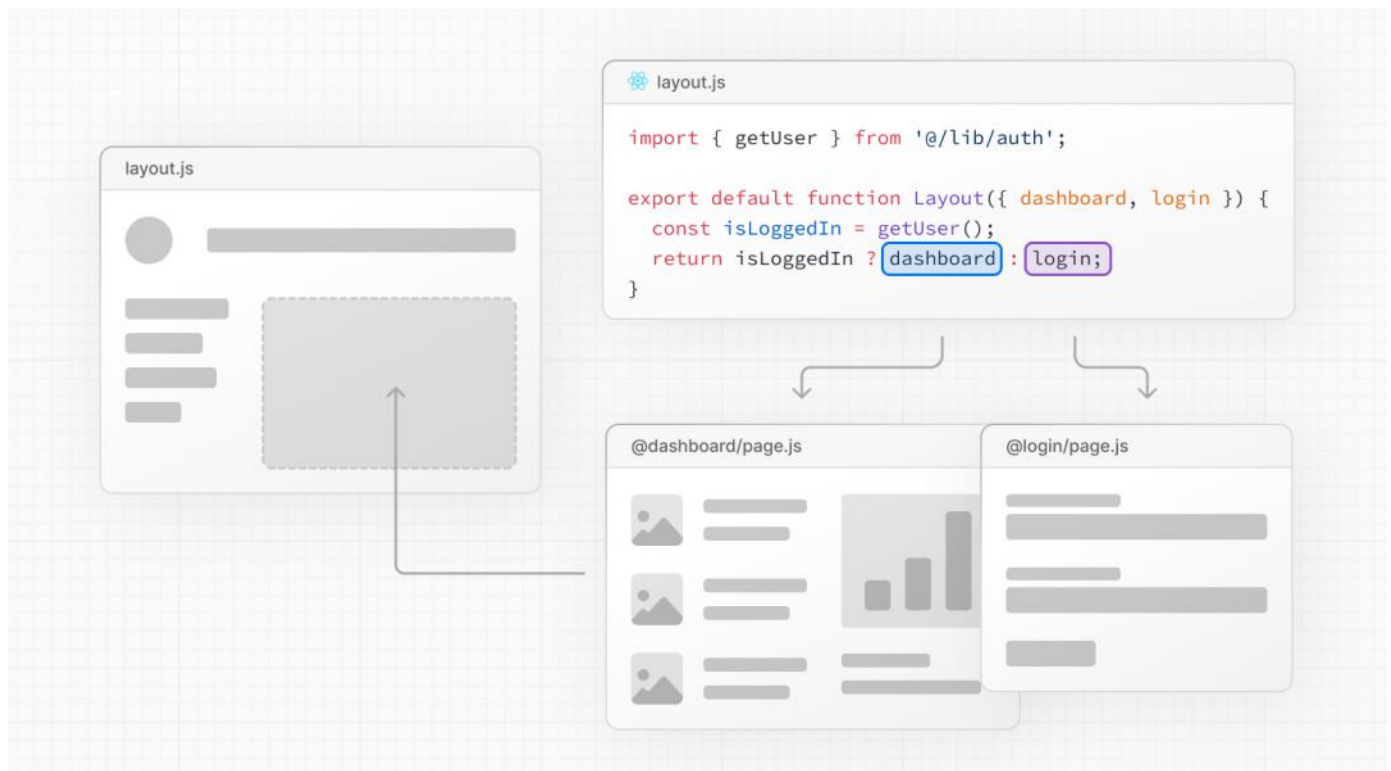 layout.js
layout.js
import { getUser } from '@/lib/auth';
export default function Layout({ dashboard, login }) {
const isLoggedIn = getUser();
return isLoggedIn ? dashboard : login;
}
@dashboard/page.js
@login/page.js